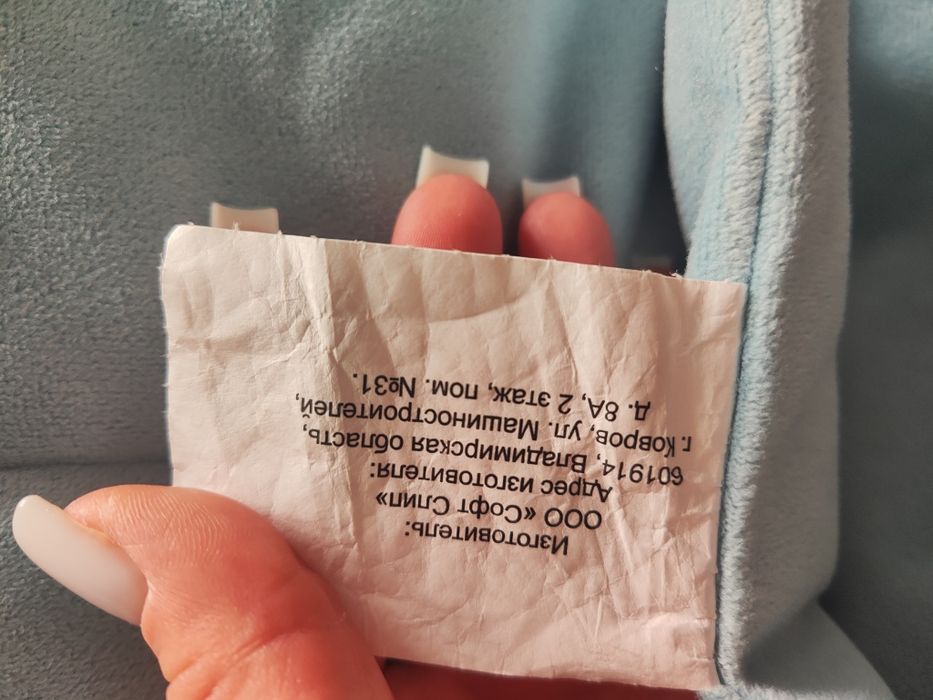 Изготовитель:
ООО «Софт Слип»
Адрес изготовителя:
601914, Владимирская область,
г. Ковров, ул. Машиностроителей,
д. 8А, 2 этаж, пом. №31.